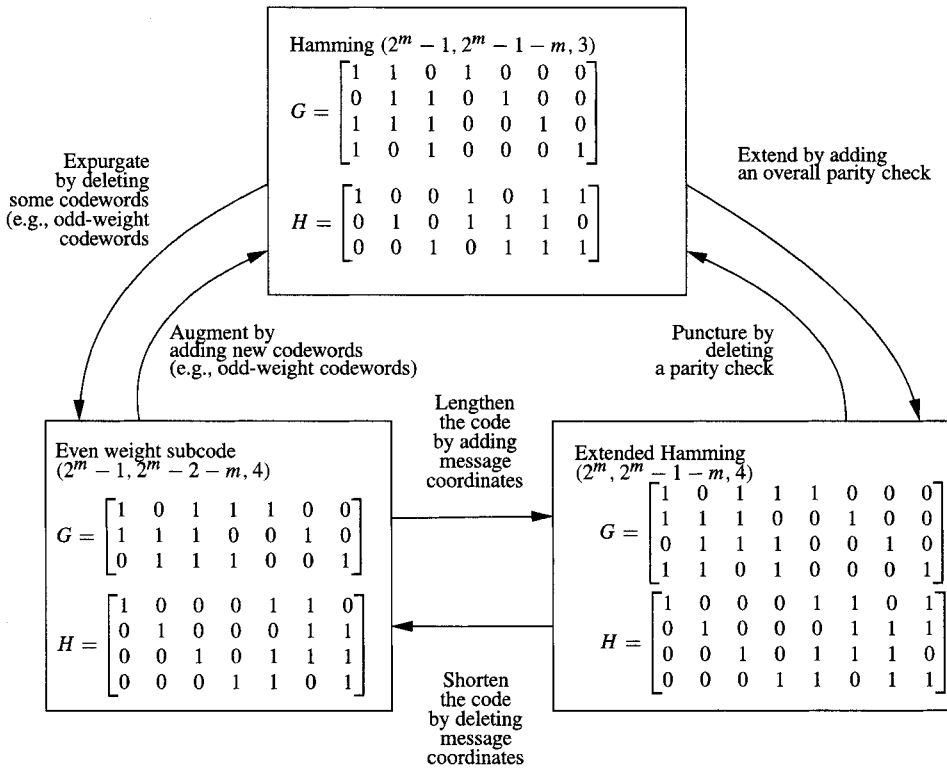 Hamming (2^m − 1, 2^m − 1 − m, 3)
G =
1 1 0 1 0 0 0
0 1 1 0 1 0 0
1 1 1 0 0 1 0
1 0 1 0 0 0 1
H =
1 0 0 1 0 1 1
0 1 0 1 1 1 0
0 0 1 0 1 1 1
Expurgate
by deleting
some codewords
(e.g., odd-weight
codewords
Extend by adding
an overall parity check
Augment by
adding new codewords
(e.g., odd-weight codewords)
Puncture by
deleting
a parity check
Even weight subcode
(2^m − 1, 2^m − 2 − m, 4)
G =
1 0 1 1 1 0 0
1 1 1 0 0 1 0
0 1 1 1 0 0 1
H =
1 0 0 0 1 1 0
0 1 0 0 0 1 1
0 0 1 0 1 1 1
0 0 0 1 1 0 1
Lengthen
the code
by adding
message
coordinates
Shorten
the code
by deleting
message
coordinates
Extended Hamming
(2^m, 2^m − 1 − m, 4)
G =
1 0 1 1 1 0 0 0
1 1 1 0 0 1 0 0
0 1 1 1 0 0 1 0
1 1 0 1 0 0 0 1
H =
1 0 0 0 1 1 0 1
0 1 0 0 0 1 1 1
0 0 1 0 1 1 1 0
0 0 0 1 1 0 1 1